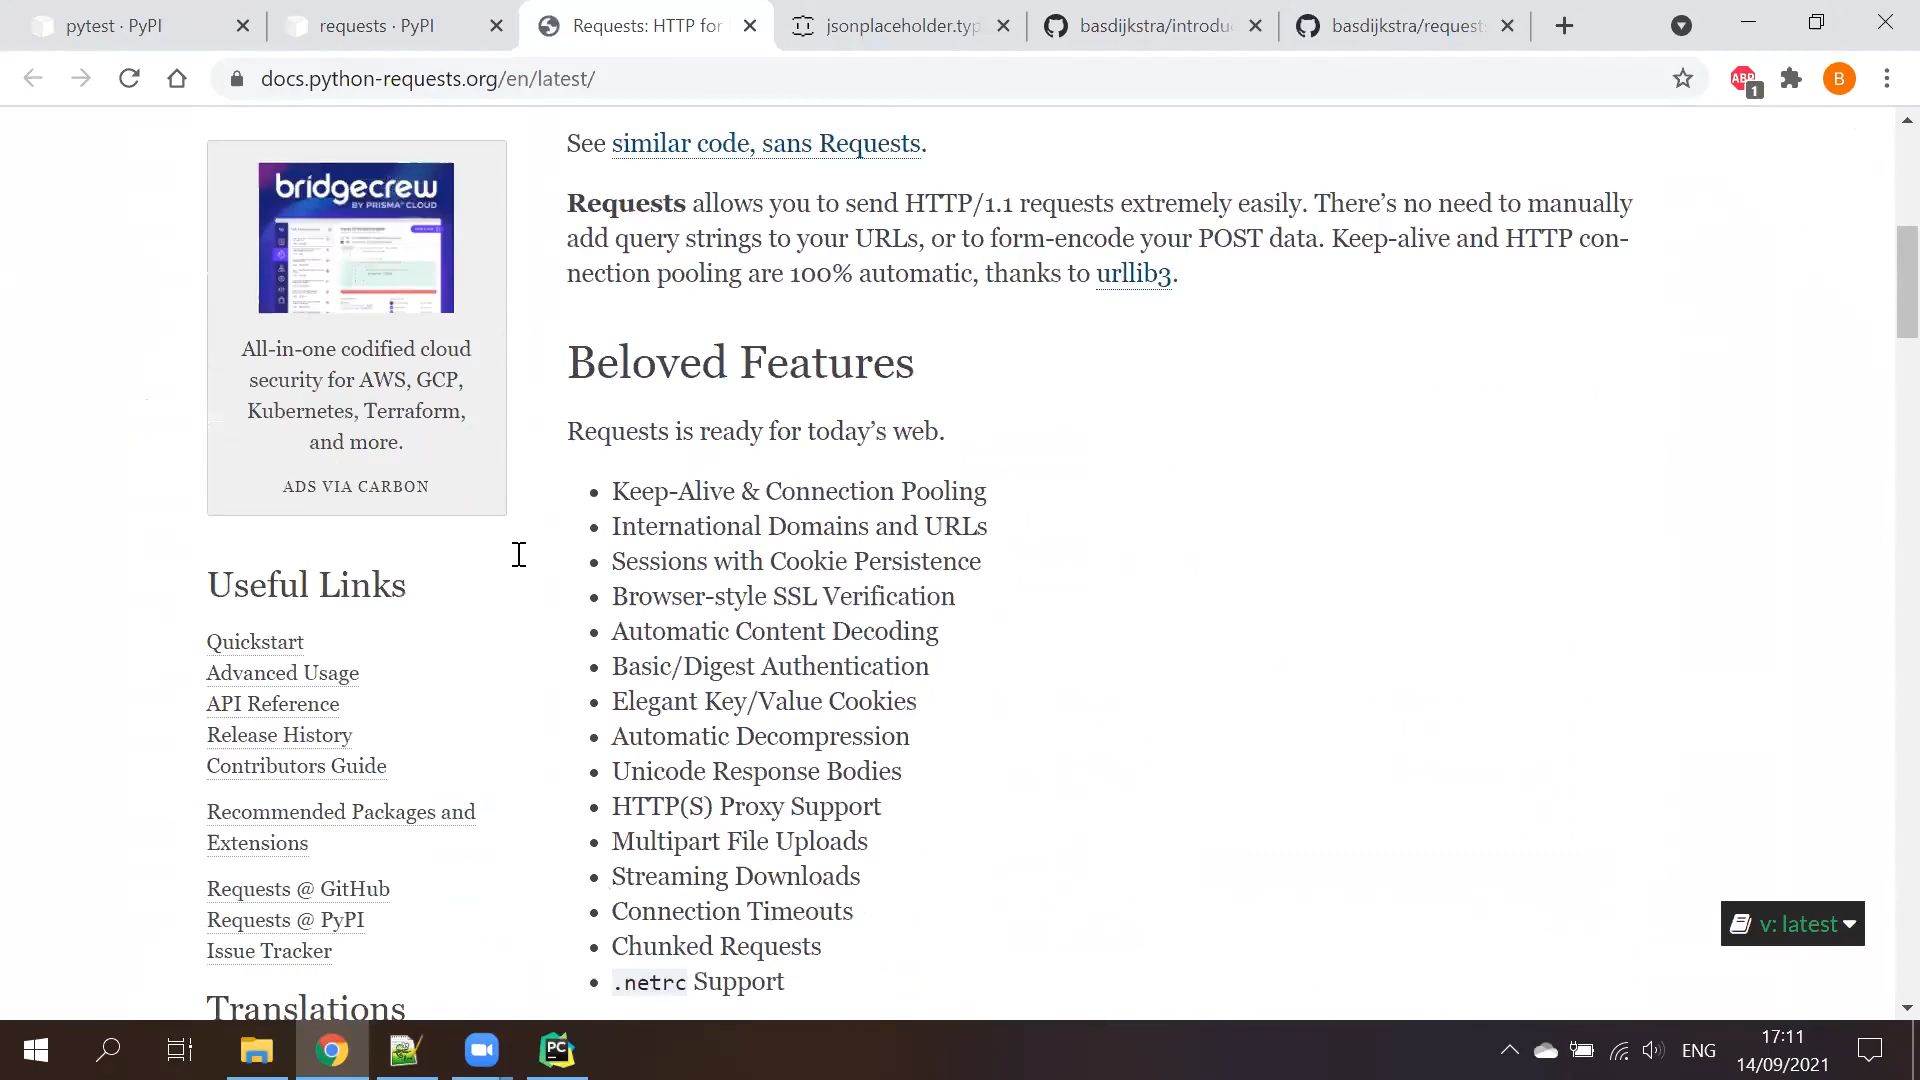 pytest · PyPI
requests · PyPI
Requests: HTTP for
jsonplaceholder.typ
basdijkstra/introdu
basdijkstra/request
docs.python-requests.org/en/latest/
ABP
1
B
See similar code, sans Requests.
bridgecrew
BY PRISMA CLOUD
Requests allows you to send HTTP/1.1 requests extremely easily. There’s no need to manually
add query strings to your URLs, or to form-encode your POST data. Keep-alive and HTTP con-
nection pooling are 100% automatic, thanks to urllib3.
All-in-one codified cloud
security for AWS, GCP,
Kubernetes, Terraform,
and more.
ADS VIA CARBON
Beloved Features
Requests is ready for today’s web.
Keep-Alive & Connection Pooling
International Domains and URLs
Sessions with Cookie Persistence
Browser-style SSL Verification
Automatic Content Decoding
Basic/Digest Authentication
Elegant Key/Value Cookies
Automatic Decompression
Unicode Response Bodies
HTTP(S) Proxy Support
Multipart File Uploads
Streaming Downloads
Connection Timeouts
Chunked Requests
.netrc Support
Useful Links
Quickstart
Advanced Usage
API Reference
Release History
Contributors Guide
Recommended Packages and
Extensions
Requests @ GitHub
Requests @ PyPI
Issue Tracker
Translations
v: latest
PC
ENG
17:11
14/09/2021